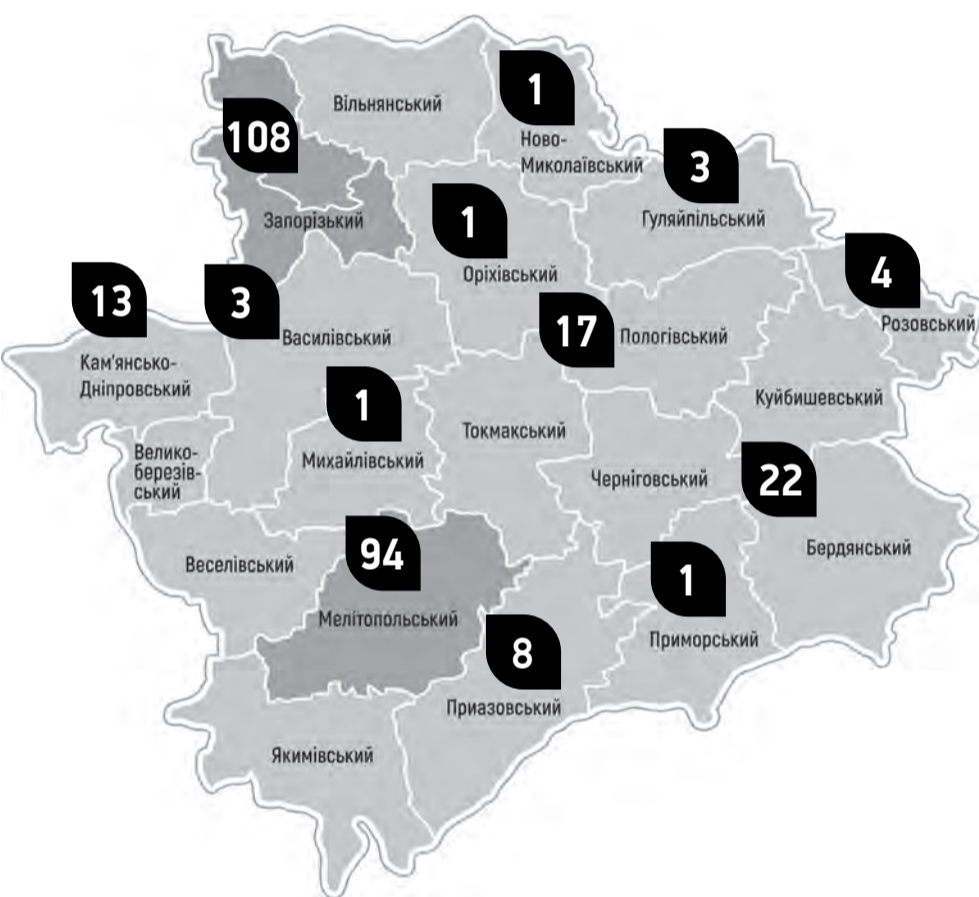 Вільнянський
1
Ново-
Миколаївський
108
Запорізький
3
Гуляйпільський
1
Оріхівський
4
Розовський
13
Кам'янсько-
Дніпровський
3
Василівський
17
Пологівський
Куйбишевський
1
Михайлівський
Токмакський
Велико-
березів-
ський
Черніговський
22
Бердянський
Веселівський
94
Мелітопольський
1
Приморський
8
Приазовський
Якимівський